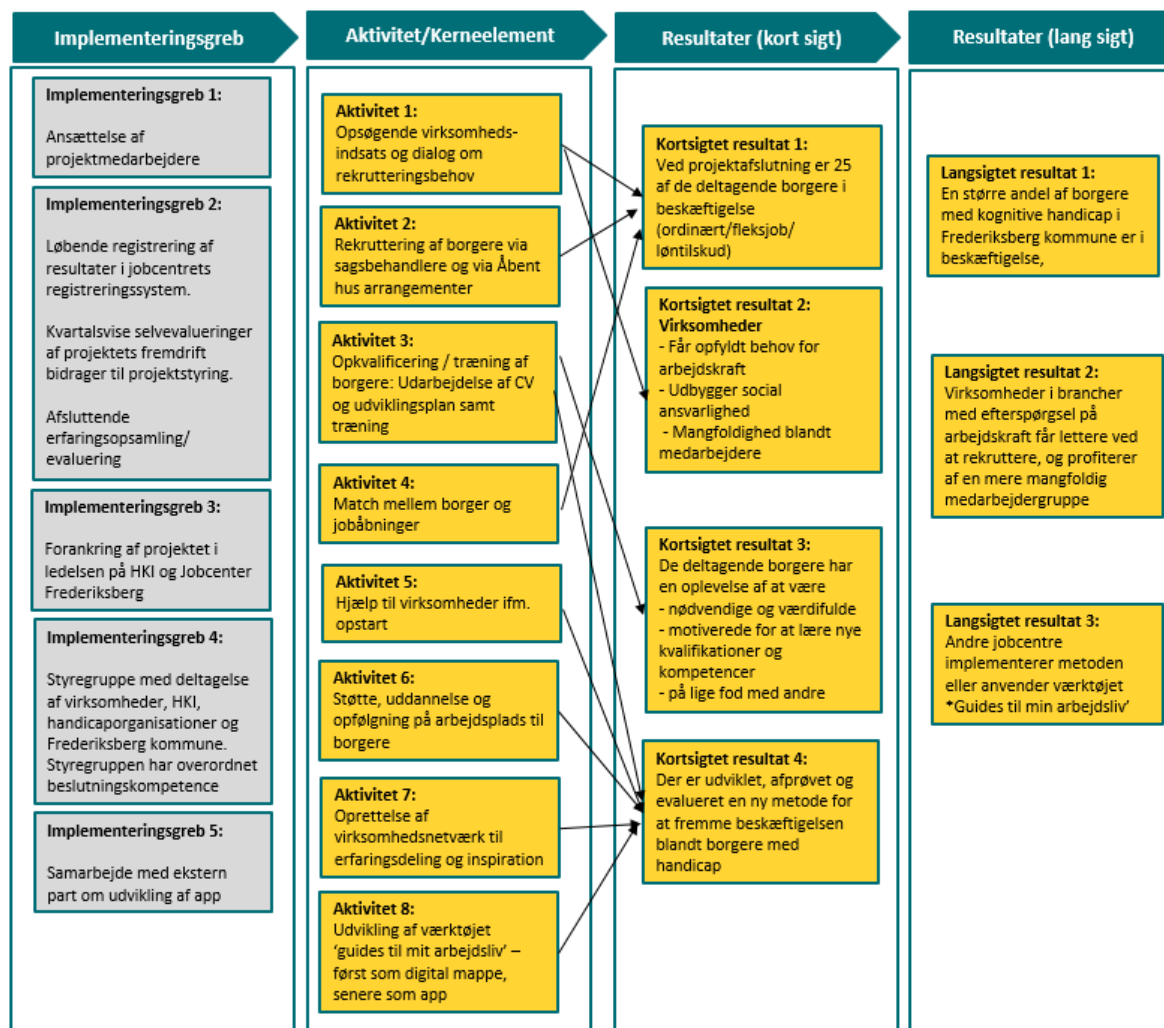 Implementeringsgreb
Aktivitet/Kerneelement
Resultater (kort sigt)
Resultater (lang sigt)
Implementeringsgreb 1:
Ansættelse af
projektmedarbejdere
Implementeringsgreb 2:
Løbende registrering af
resultater i jobcentrets
registreringssystem.
Kvartalsvise selvevalueringer
af projektets fremdrift
bidrager til projektstyring.
Afsluttende
erfaringsopsamling/
evaluering
Implementeringsgreb 3:
Forankring af projektet i
ledelsen på HKI og Jobcenter
Frederiksberg
Implementeringsgreb 4:
Styregruppe med deltagelse
af virksomheder, HKI,
handicaporganisationer og
Frederiksberg kommune.
Styregruppen har overordnet
beslutningskompetence
Implementeringsgreb 5:
Samarbejde med ekstern
part om udvikling af app
Aktivitet 1:
Opsøgende virksomheds-
indsats og dialog om
rekrutteringsbehov
Aktivitet 2:
Rekruttering af borgere via
sagsbehandlere og via Åbent
hus arrangementer
Aktivitet 3:
Opkvalificering / træning af
borgere: Udarbejdelse af CV
og udviklingsplan samt
træning
Aktivitet 4:
Match mellem borger og
jobåbninger
Aktivitet 5:
Hjælp til virksomheder ifm.
opstart
Aktivitet 6:
Støtte, uddannelse og
opfølgning på arbejdsplads til
borgere
Aktivitet 7:
Oprettelse af
virksomhedsnetværk til
erfaringsdeling og inspiration
Aktivitet 8:
Udvikling af værktøjet
‘guides til mit arbejdsliv’ –
først som digital mappe,
senere som app
Kortsigtet resultat 1:
Ved projektafslutning er 25
af de deltagende borgere i
beskæftigelse
(ordinært/fleksjob/
løntilskud)
Kortsigtet resultat 2:
Virksomheder
- Får opfyldt behov for
arbejdskraft
- Udbygger social
ansvarlighed
- Mangfoldighed blandt
medarbejdere
Kortsigtet resultat 3:
De deltagende borgere har
en oplevelse af at være
- nødvendige og værdifulde
- motiverede for at lære nye
kvalifikationer og
kompetencer
- på lige fod med andre
Kortsigtet resultat 4:
Der er udviklet, afprøvet og
evalueret en ny metode for
at fremme beskæftigelsen
blandt borgere med
handicap
Langsigtet resultat 1:
En større andel af borgere
med kognitive handicap i
Frederiksberg kommune er i
beskæftigelse,
Langsigtet resultat 2:
Virksomheder i brancher
med efterspørgsel på
arbejdskraft får lettere ved
at rekruttere, og profiterer
af en mere mangfoldig
medarbejdergruppe
Langsigtet resultat 3:
Andre jobcentre
implementerer metoden
eller anvender værktøjet
*Guides til min arbejdsliv’